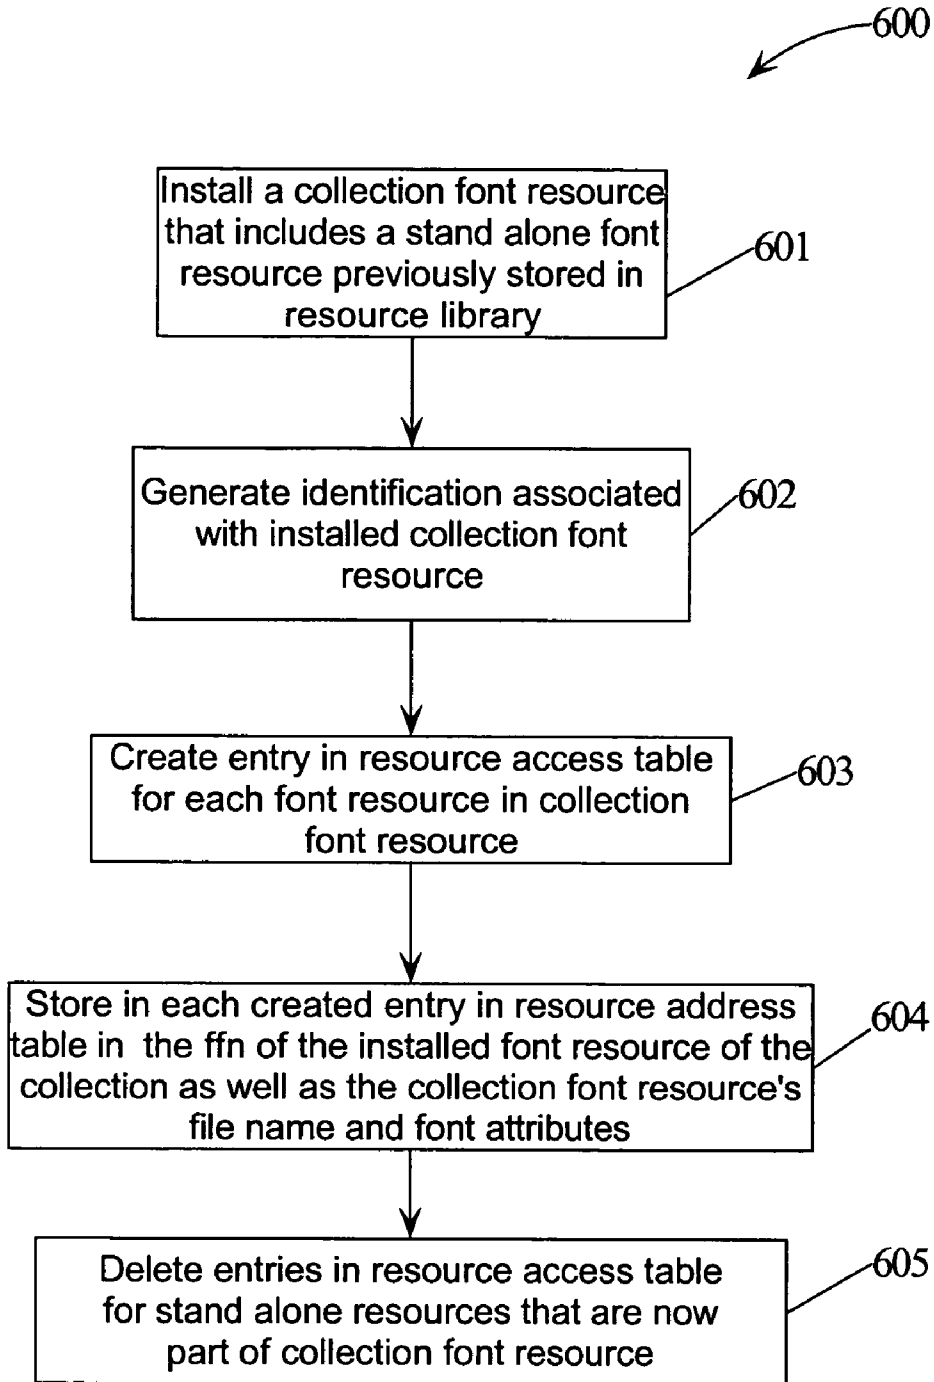 600
Install a collection font resource
that includes a stand alone font
resource previously stored in
resource library
601
Generate identification associated
with installed collection font
resource
602
Create entry in resource access table
for each font resource in collection
font resource
603
Store in each created entry in resource address
table in the ffn of the installed font resource of the
collection as well as the collection font resource's
file name and font attributes
604
Delete entries in resource access table
for stand alone resources that are now
part of collection font resource
605